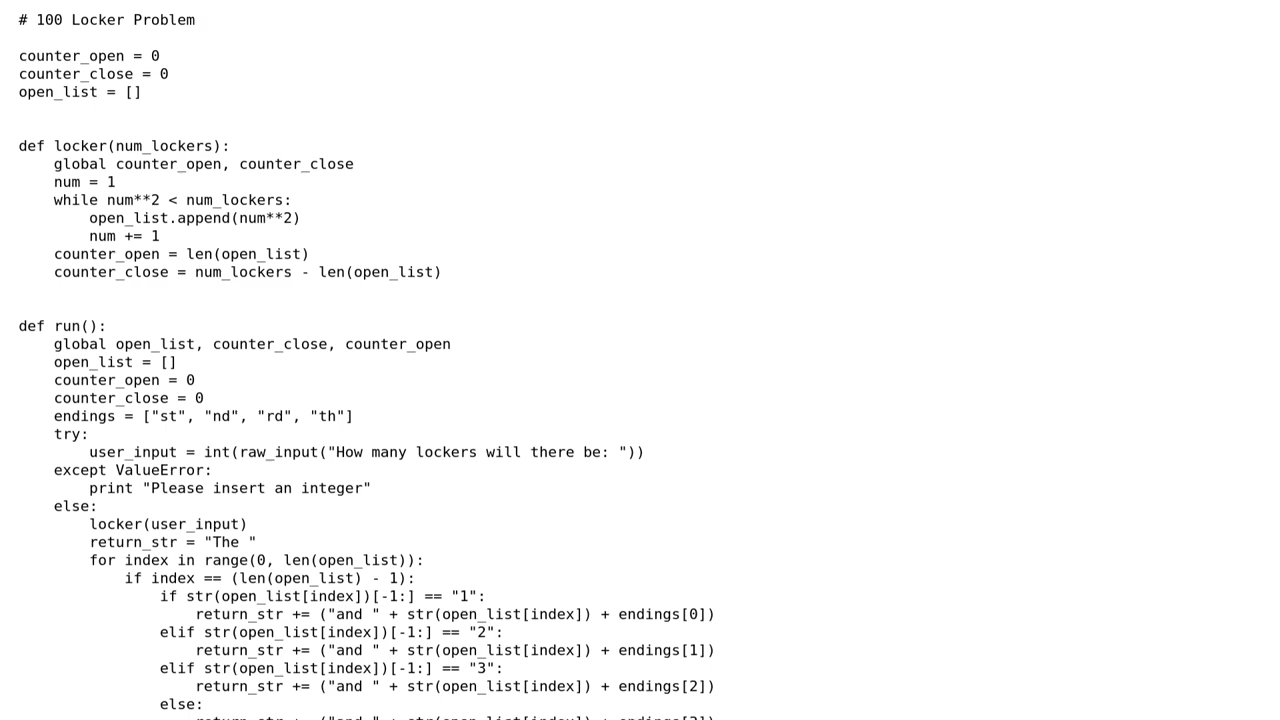 # 100 Locker Problem
counter_open = 0
counter_close = 0
open_list = []
def locker(num_lockers):
    global counter_open, counter_close
    num = 1
    while num**2 < num_lockers:
        open_list.append(num**2)
        num += 1
    counter_open = len(open_list)
    counter_close = num_lockers - len(open_list)
def run():
    global open_list, counter_close, counter_open
    open_list = []
    counter_open = 0
    counter_close = 0
    endings = ["st", "nd", "rd", "th"]
    try:
        user_input = int(raw_input("How many lockers will there be: "))
    except ValueError:
        print "Please insert an integer"
    else:
        locker(user_input)
        return_str = "The "
        for index in range(0, len(open_list)):
            if index == (len(open_list) - 1):
                if str(open_list[index])[-1:] == "1":
                    return_str += ("and " + str(open_list[index]) + endings[0])
                elif str(open_list[index])[-1:] == "2":
                    return_str += ("and " + str(open_list[index]) + endings[1])
                elif str(open_list[index])[-1:] == "3":
                    return_str += ("and " + str(open_list[index]) + endings[2])
                else: